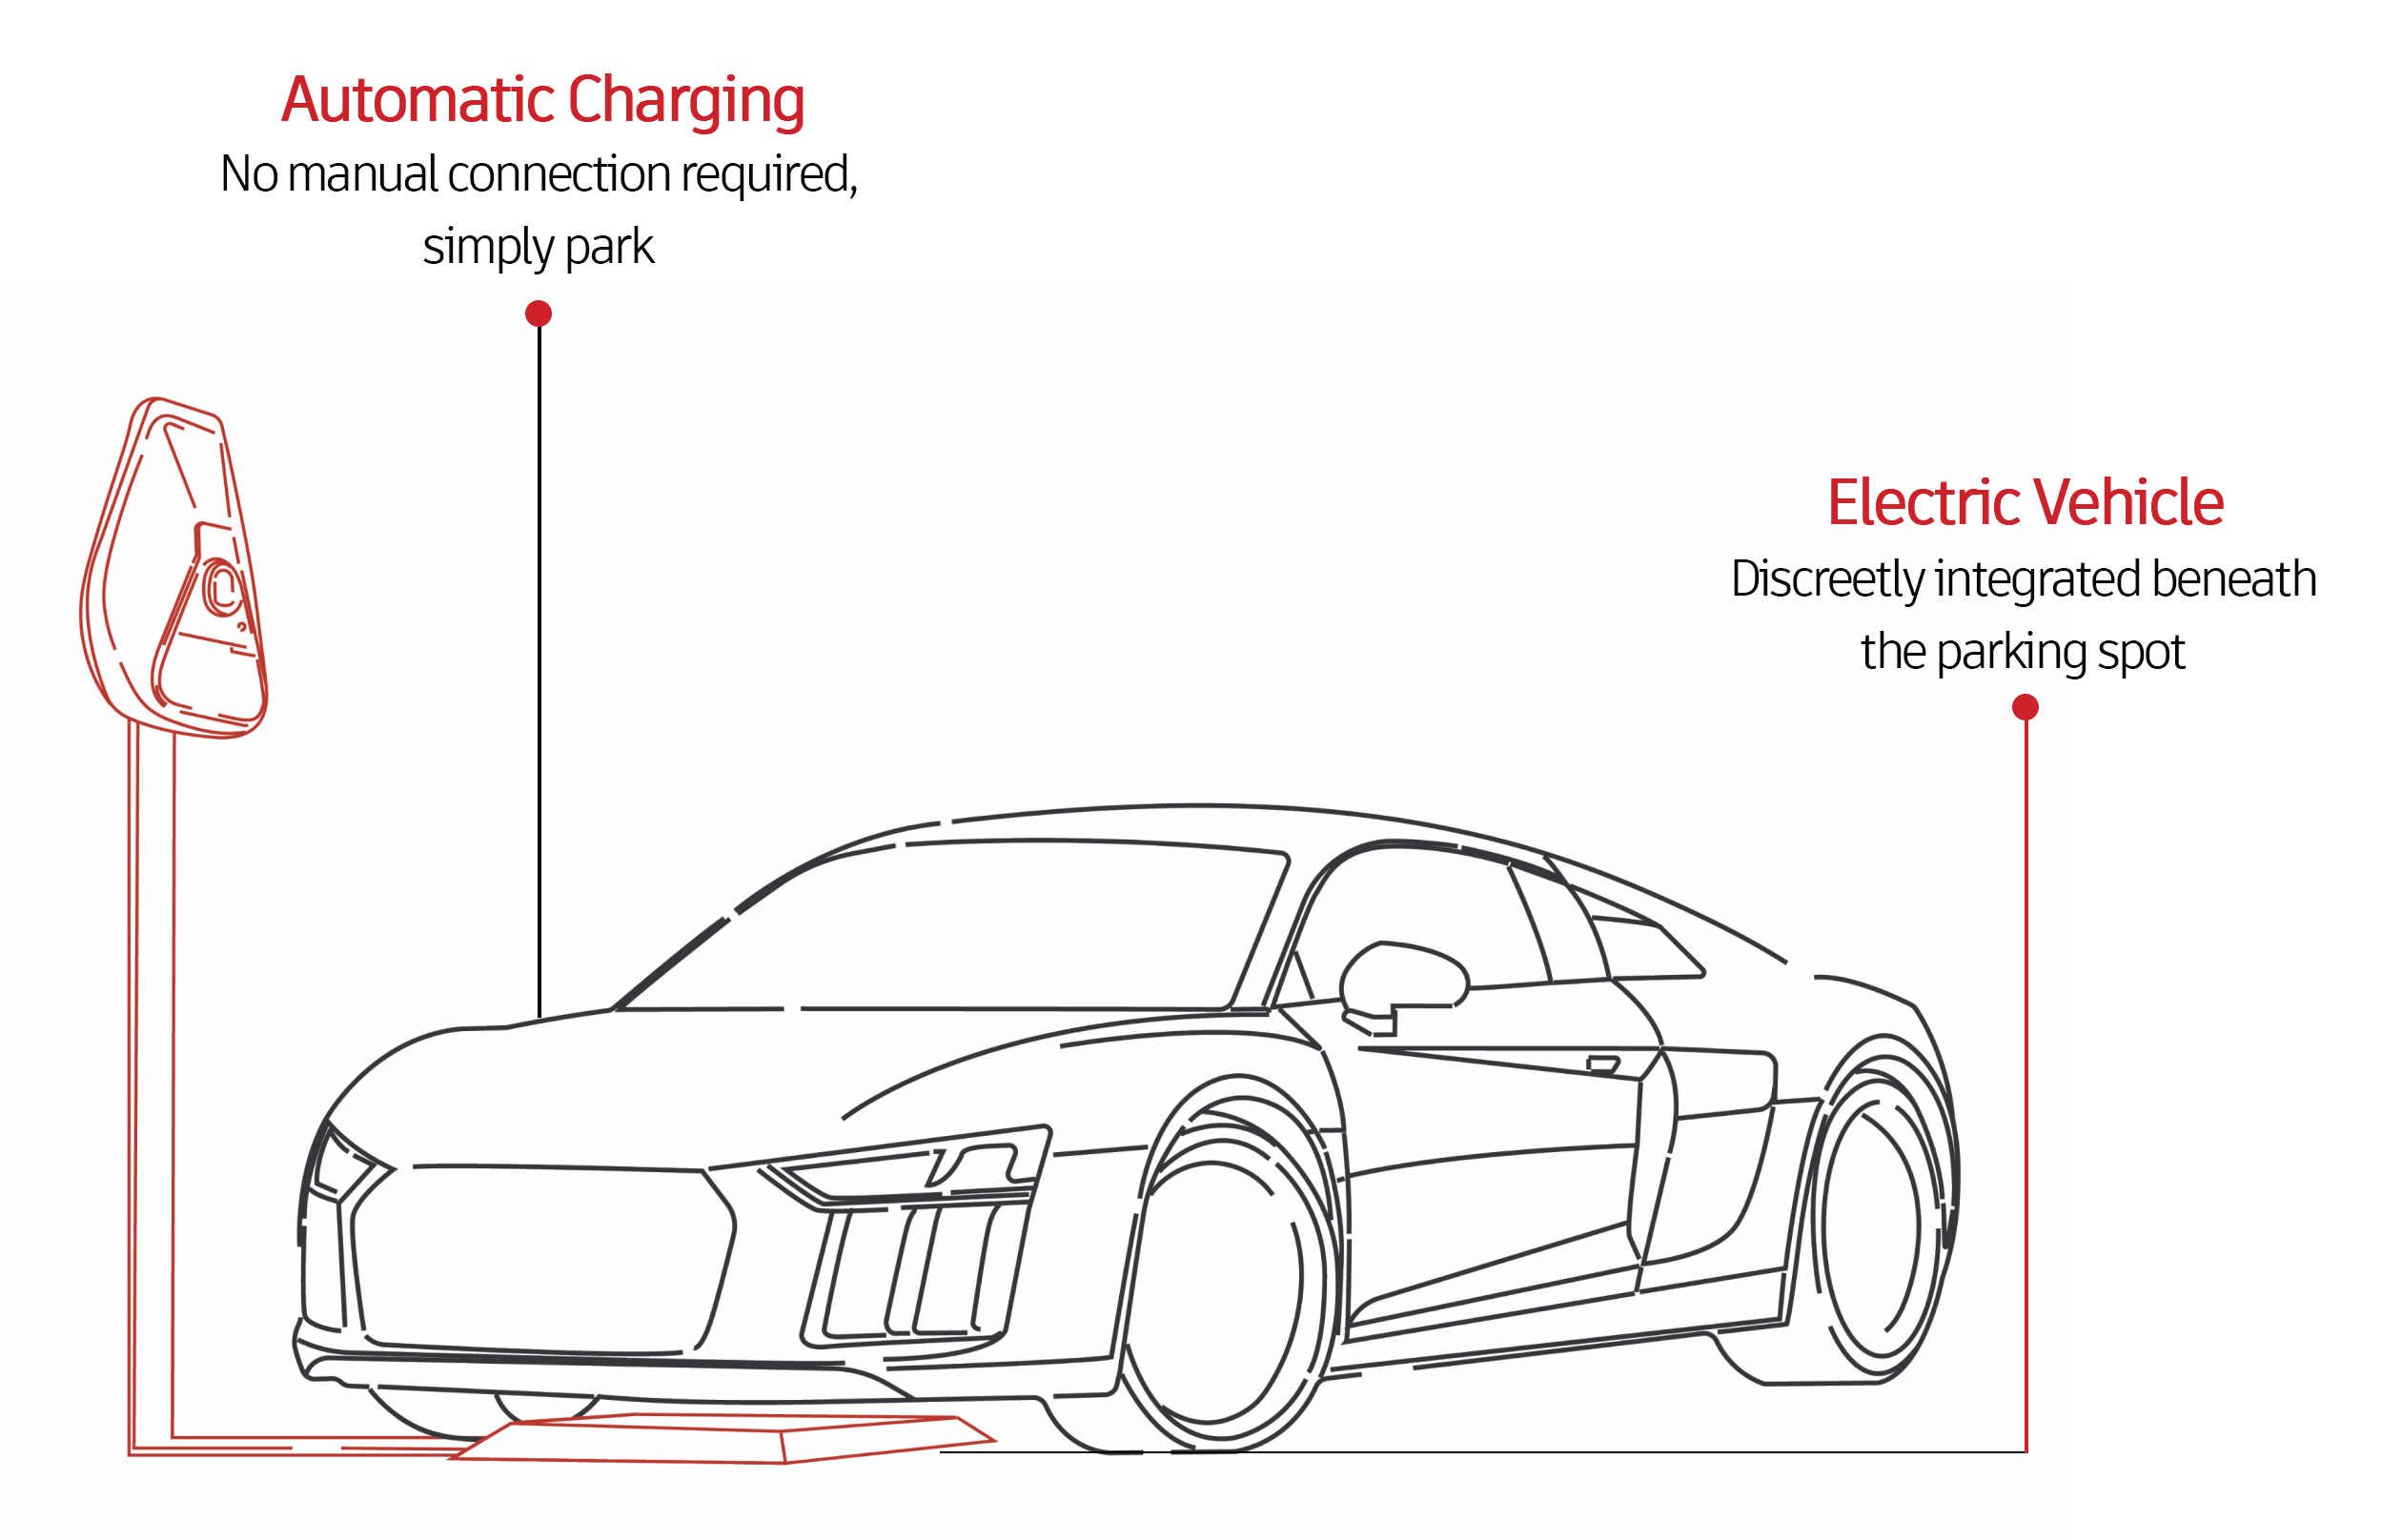 Automatic Charging
No manual connection required,
simply park
Electric Vehicle
Discreetly integrated beneath
the parking spot